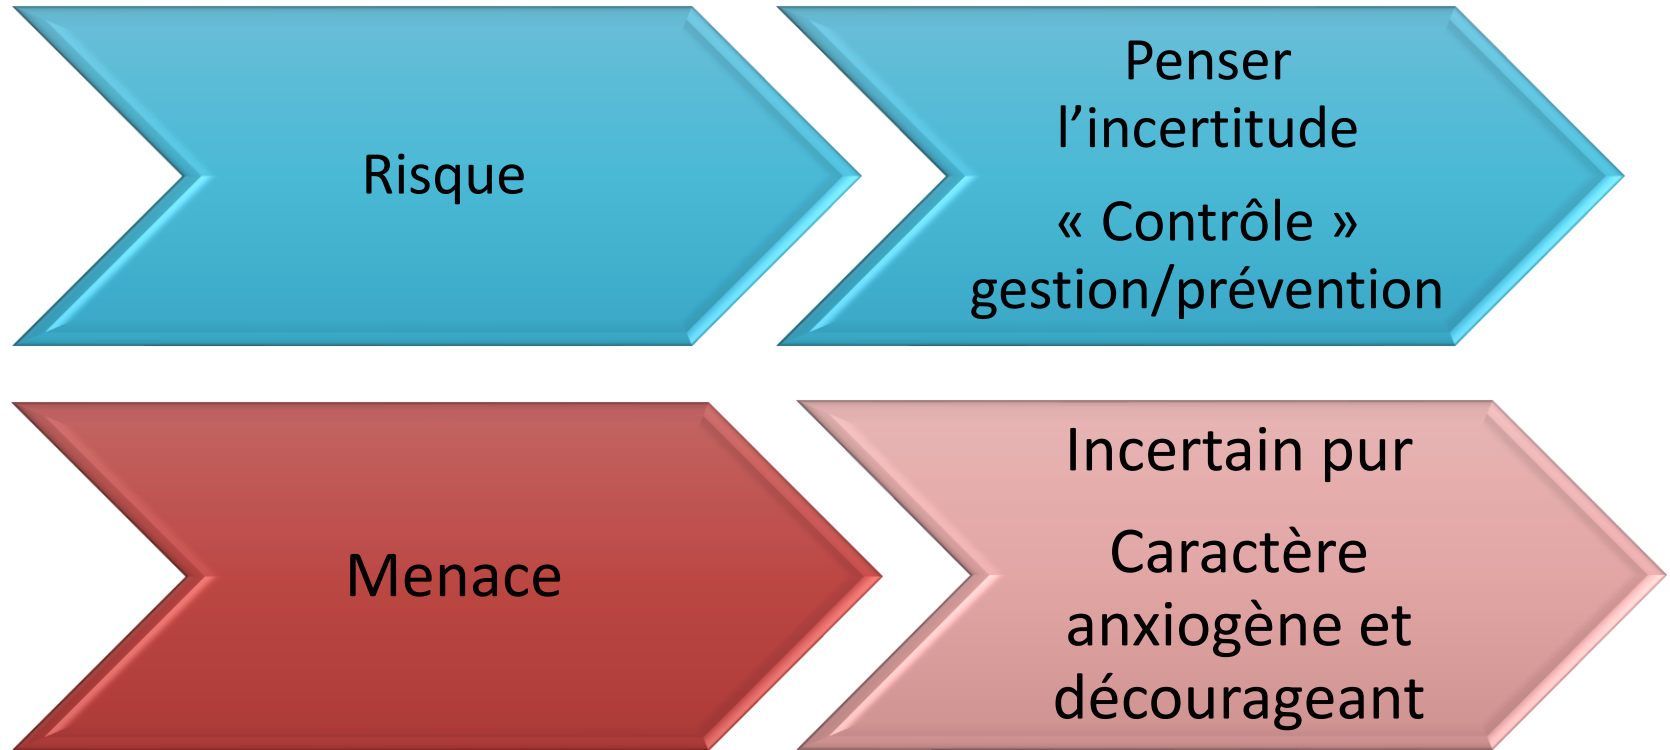 Risque
Penser
l’incertitude
« Contrôle »
gestion/prévention
Menace
Incertain pur
Caractère
anxiogène et
décourageant